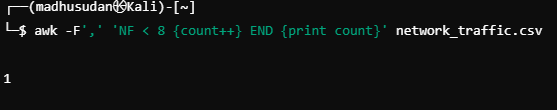 ┌──(madhusudan㉿Kali)-[~]
└─$ awk -F',' 'NF < 8 {count++} END {print count}' network_traffic.csv
1